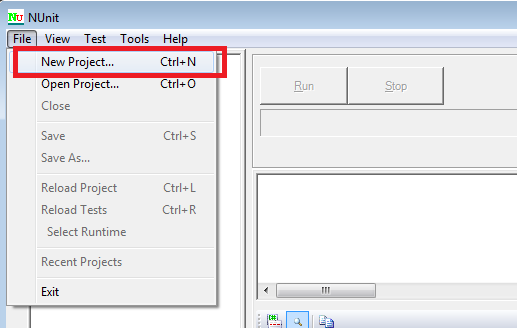 NUnit
File View Test Tools Help
New Project... Ctrl+N
Open Project... Ctrl+O
Close
Save Ctrl+S
Save As...
Reload Project Ctrl+L
Reload Tests Ctrl+R
Select Runtime
Recent Projects
Exit
Run Stop